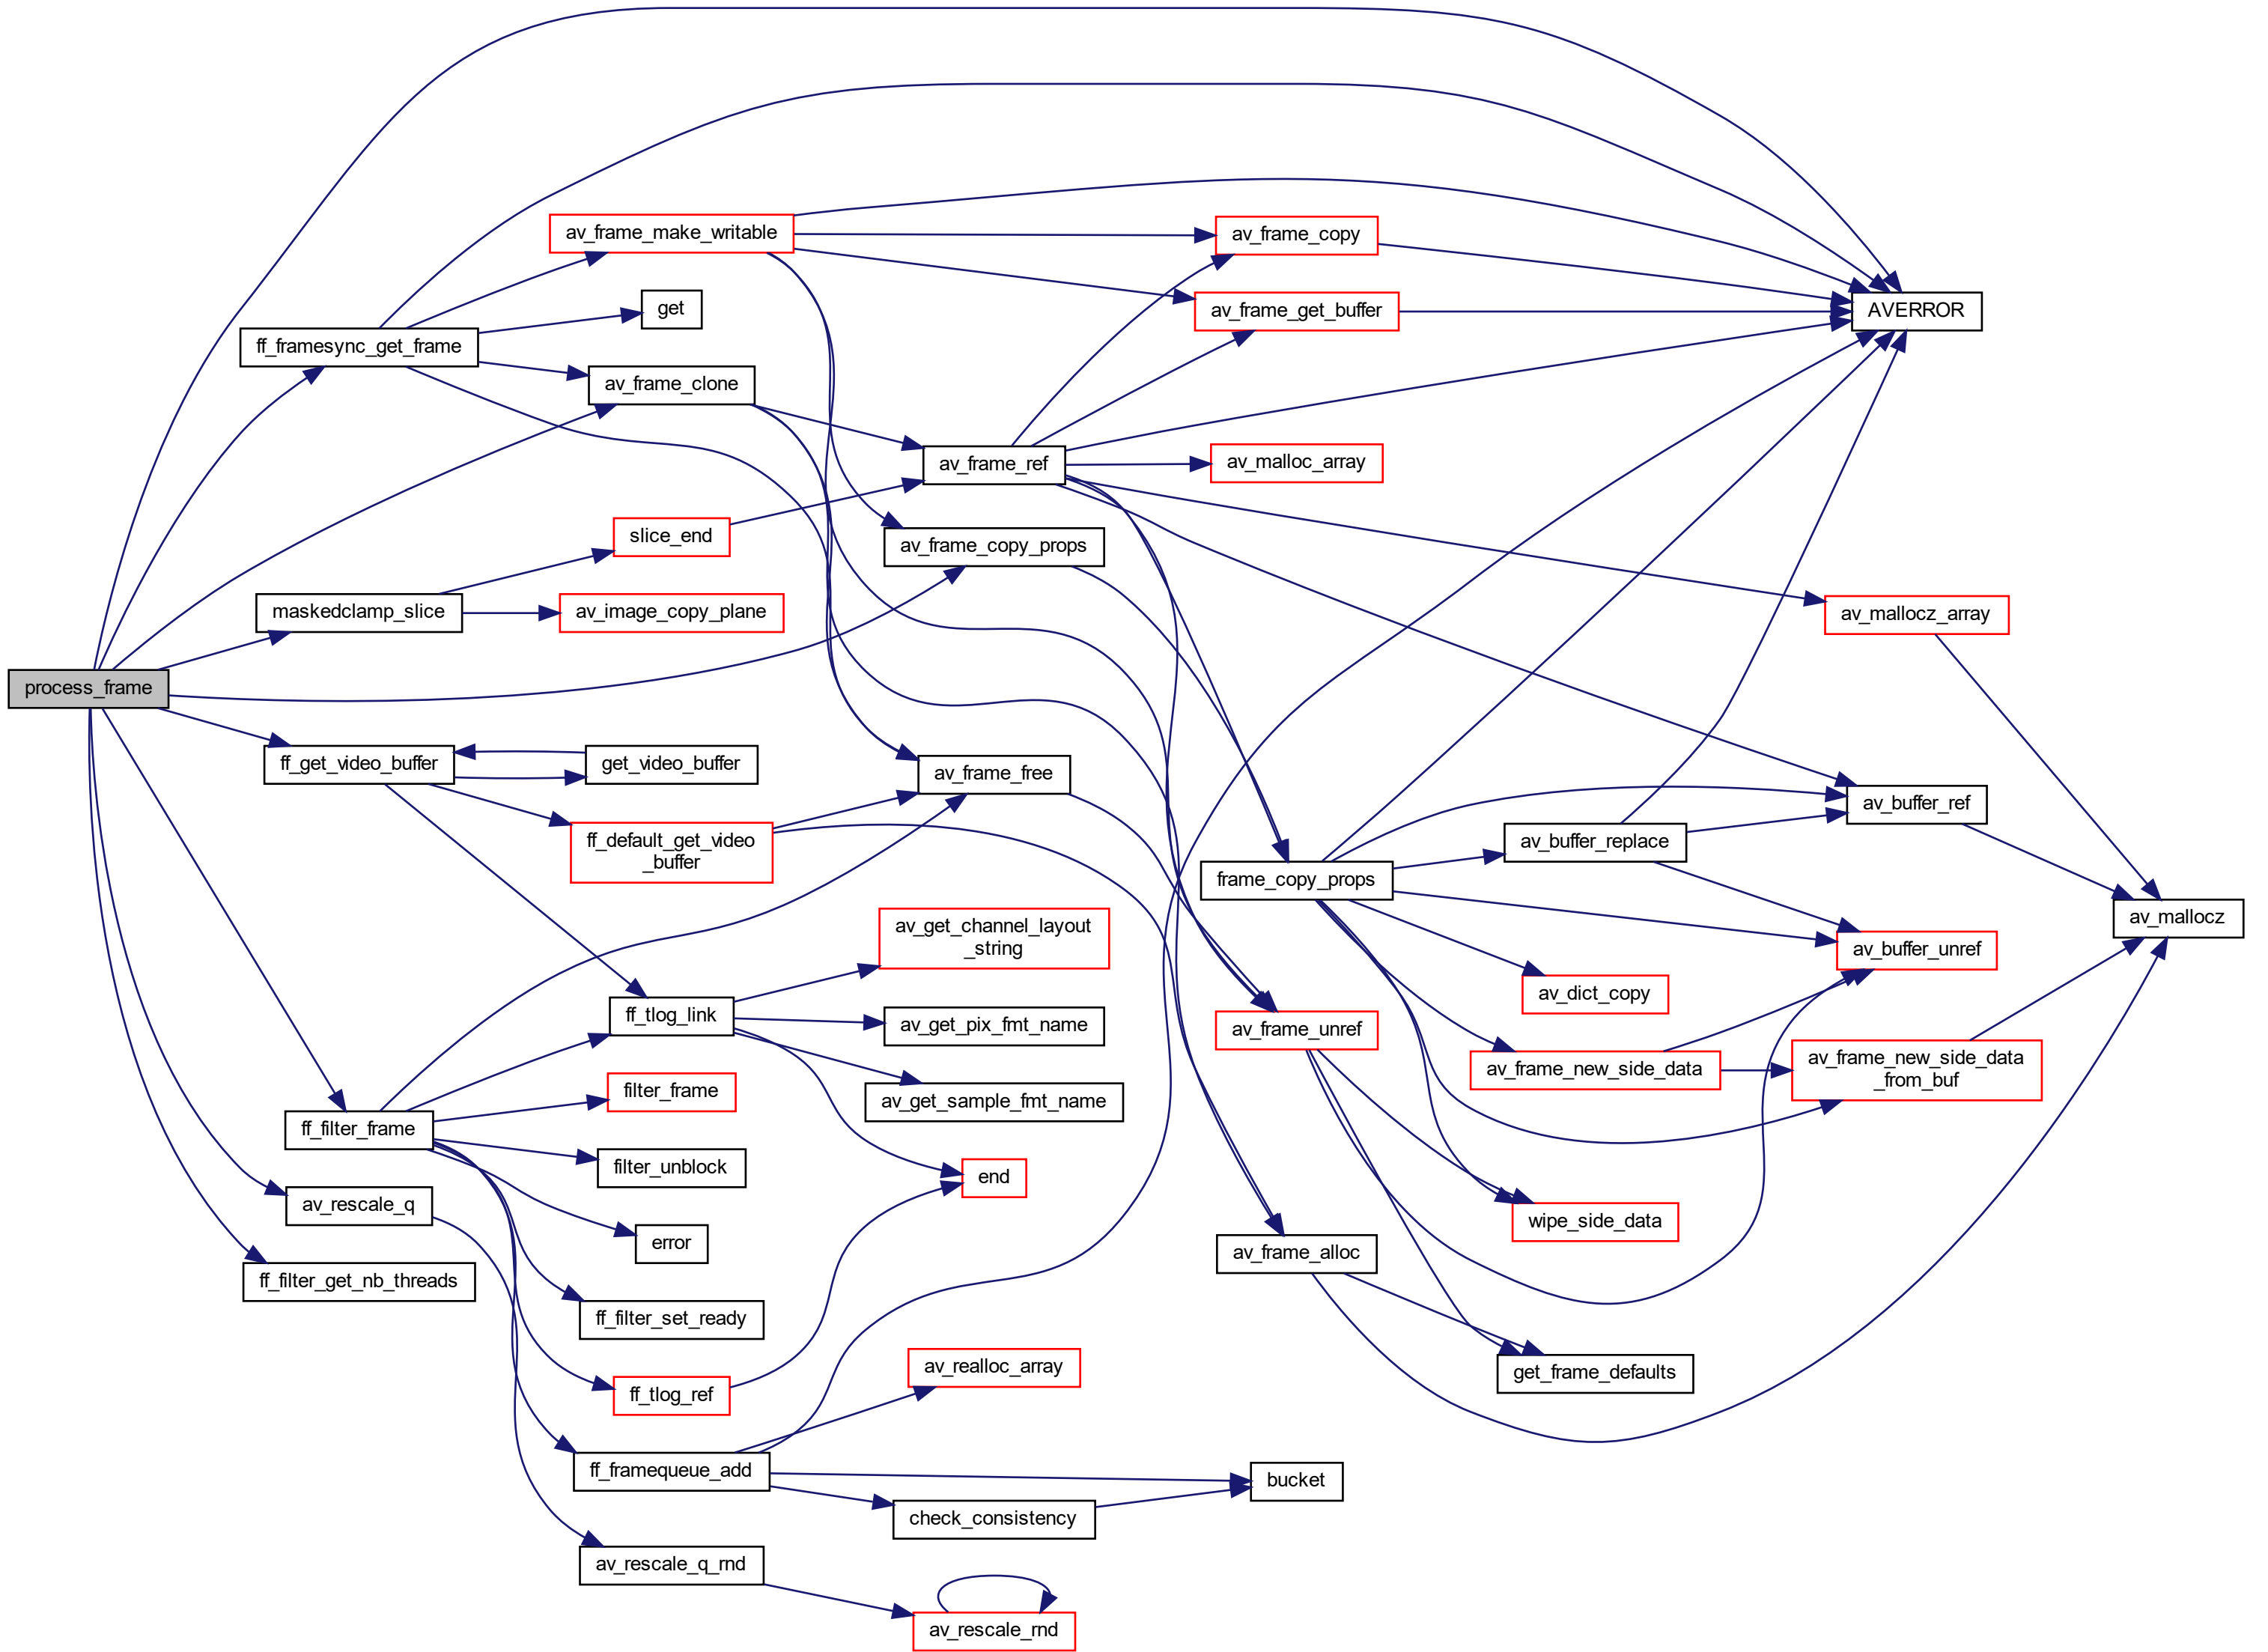 process_frame
ff_framesync_get_frame
maskedclamp_slice
ff_get_video_buffer
ff_filter_frame
av_rescale_q
ff_filter_get_nb_threads
av_frame_make_writable
get
av_frame_clone
slice_end
av_image_copy_plane
get_video_buffer
ff_default_get_video
_buffer
ff_tlog_link
filter_frame
filter_unblock
error
ff_filter_set_ready
ff_tlog_ref
ff_framequeue_add
av_rescale_q_rnd
av_frame_ref
av_frame_copy_props
av_frame_free
av_get_channel_layout
_string
av_get_pix_fmt_name
av_get_sample_fmt_name
end
av_realloc_array
check_consistency
av_rescale_rnd
av_frame_copy
av_frame_get_buffer
av_malloc_array
frame_copy_props
av_frame_unref
av_frame_alloc
bucket
av_buffer_replace
av_dict_copy
av_frame_new_side_data
wipe_side_data
get_frame_defaults
AVERROR
av_mallocz_array
av_buffer_ref
av_buffer_unref
av_frame_new_side_data
_from_buf
av_mallocz